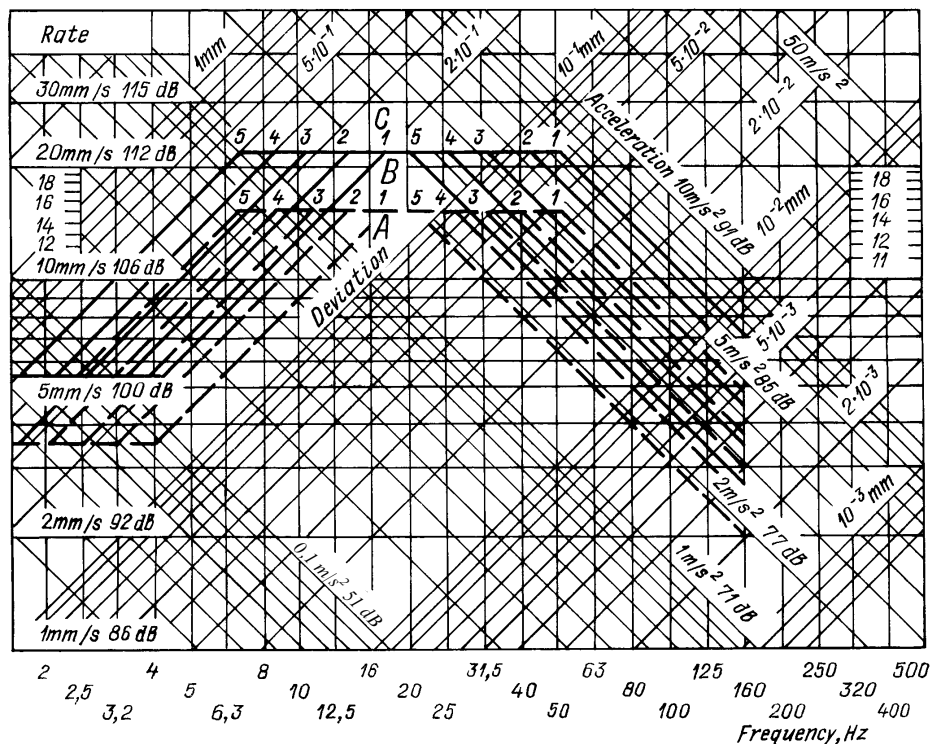 Rate
1mm
5·10⁻¹
2·10⁻¹
10⁻¹mm
5·10⁻²
50m/s²
2·10⁻²
30mm/s 115 dB
Acceleration 10m/s² 91 dB
10⁻²mm
C
5 4 3 2 1 5 4 3 2 1
20mm/s 112 dB
B
18
16
14
12
18
16
14
12
11
5 4 3 2 1 5 4 3 2 1
A
10mm/s 106 dB
Deviation
5·10⁻³
5m/s² 85 dB
5mm/s 100 dB
2·10⁻³
2m/s² 77 dB
10⁻³mm
2mm/s 92 dB
0,1 m/s² 51 dB
1m/s² 71 dB
1mm/s 86 dB
2 4 8 16 31,5 63 125 250 500
2,5 5 10 20 40 80 160 320
3,2 6,3 12,5 25 50 100 200 400
Frequency, Hz